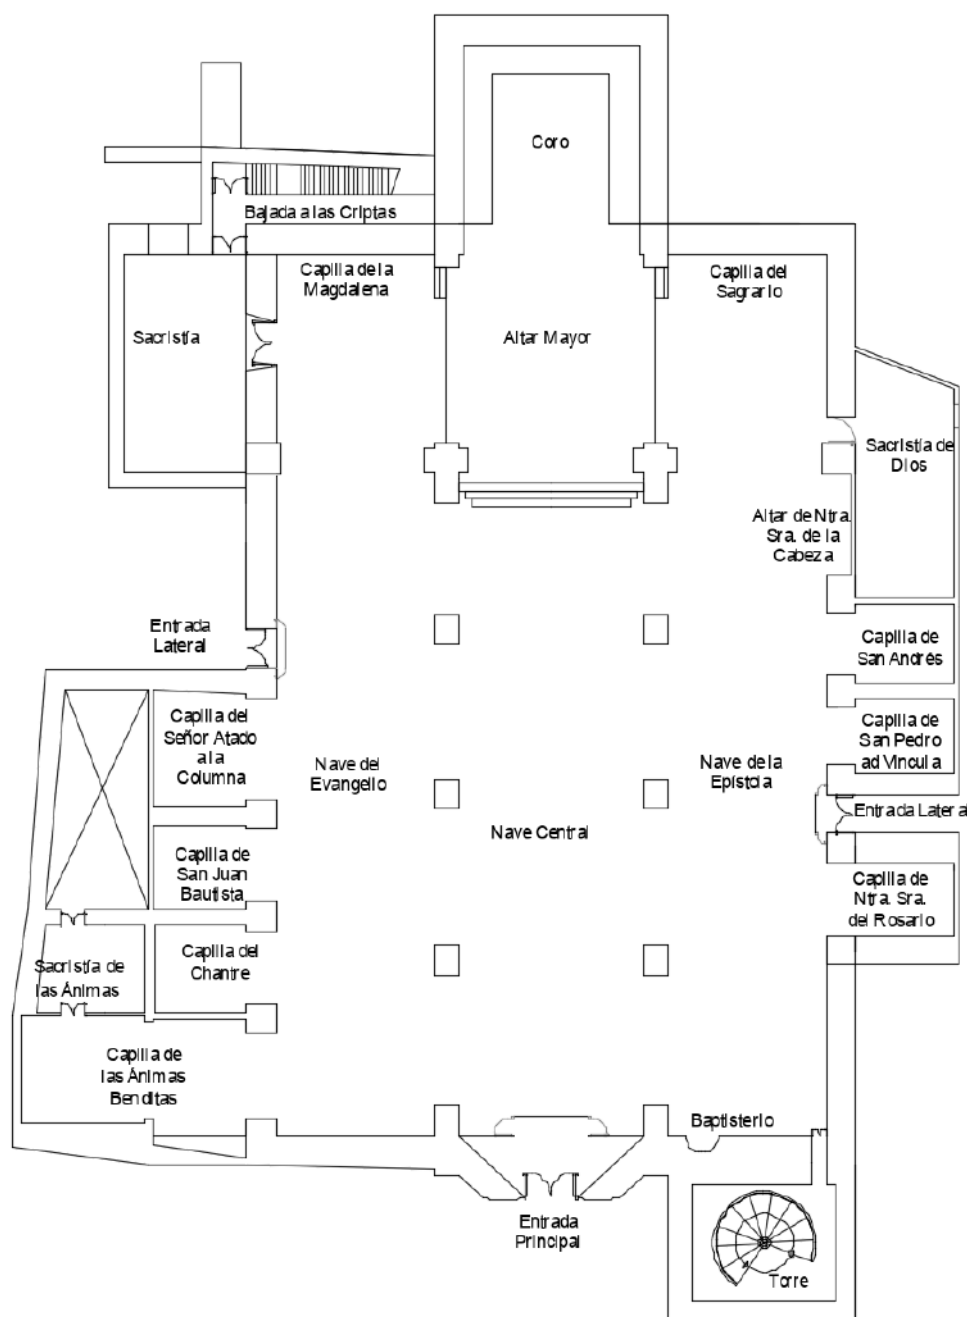 Coro
Bajada a las Criptas
Capilla de la
Magdalena
Capilla del
Sagrario
Sacristía
Altar Mayor
Sacristía de
Dios
Altar de Ntra.
Sra. de la
Cabeza
Entrada
Lateral
Capilla de
San Andrés
Capilla del
Señor Atado
a la
Columna
Capilla de
San Pedro
ad Vincula
Nave del
Evangelio
Nave de la
Epístola
Entrada Lateral
Nave Central
Capilla de
San Juan
Bautista
Capilla de
Ntra. Sra.
del Rosario
Capilla del
Chantre
Sacristía de
las Ánimas
Capilla de
las Ánimas
Benditas
Baptisterio
Entrada
Principal
Torre